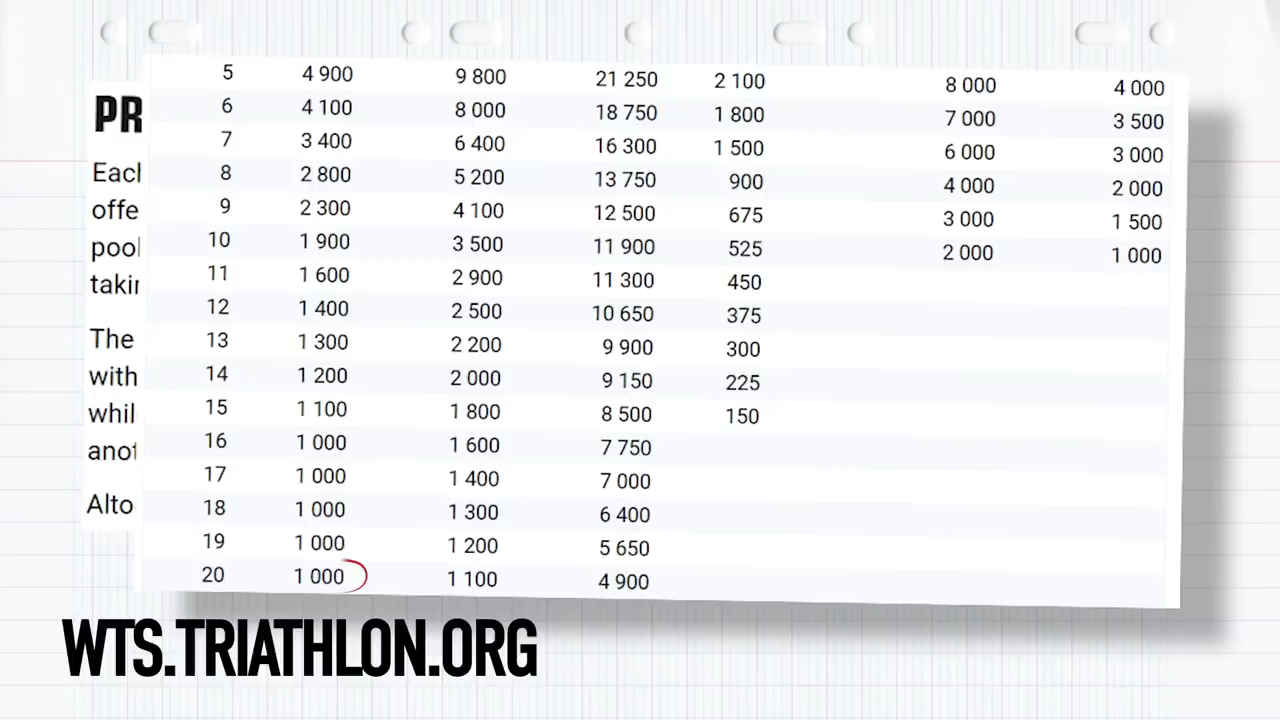 PR
Each
offe
pool
takin
The
with
whil
anot
Alto
5 4 900 9 800 21 250 2 100 8 000 4 000
6 4 100 8 000 18 750 1 800 7 000 3 500
7 3 400 6 400 16 300 1 500 6 000 3 000
8 2 800 5 200 13 750 900 4 000 2 000
9 2 300 4 100 12 500 675 3 000 1 500
10 1 900 3 500 11 900 525 2 000 1 000
11 1 600 2 900 11 300 450
12 1 400 2 500 10 650 375
13 1 300 2 200 9 900 300
14 1 200 2 000 9 150 225
15 1 100 1 800 8 500 150
16 1 000 1 600 7 750
17 1 000 1 400 7 000
18 1 000 1 300 6 400
19 1 000 1 200 5 650
20 1 000 1 100 4 900
WTS.TRIATHLON.ORG